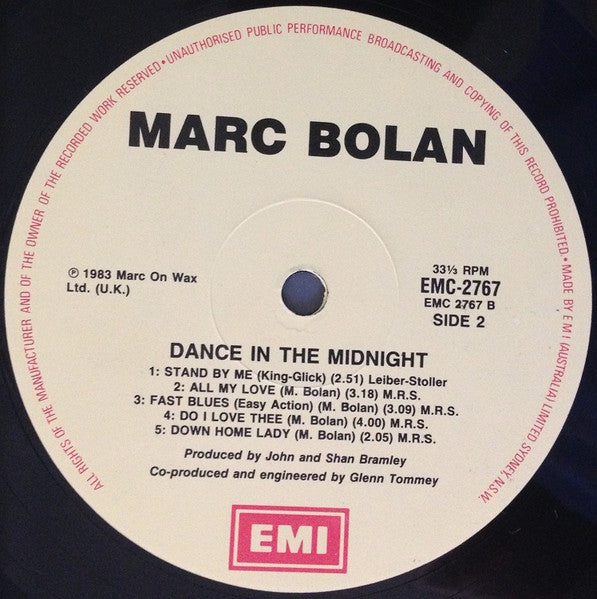 ALL RIGHTS OF THE MANUFACTURER AND OF THE OWNER OF THE RECORDED WORK RESERVED • UNAUTHORISED PUBLIC PERFORMANCE BROADCASTING AND COPYING OF THIS RECORD PROHIBITED • MADE BY E M I (AUSTRALIA) LIMITED SYDNEY, N.S.W.
MARC BOLAN
℗ 1983 Marc On Wax
Ltd. (U.K.)
33⅓ RPM
EMC-2767
EMC 2767 B
SIDE 2
DANCE IN THE MIDNIGHT
1: STAND BY ME (King-Glick) (2.51) Leiber-Stoller
2: ALL MY LOVE (M. Bolan) (3.18) M.R.S.
3: FAST BLUES (Easy Action) (M. Bolan) (3.09) M.R.S.
4: DO I LOVE THEE (M. Bolan) (4.00) M.R.S.
5: DOWN HOME LADY (M. Bolan) (2.05) M.R.S.
Produced by John and Shan Bramley
Co-produced and engineered by Glenn Tommey
EMI